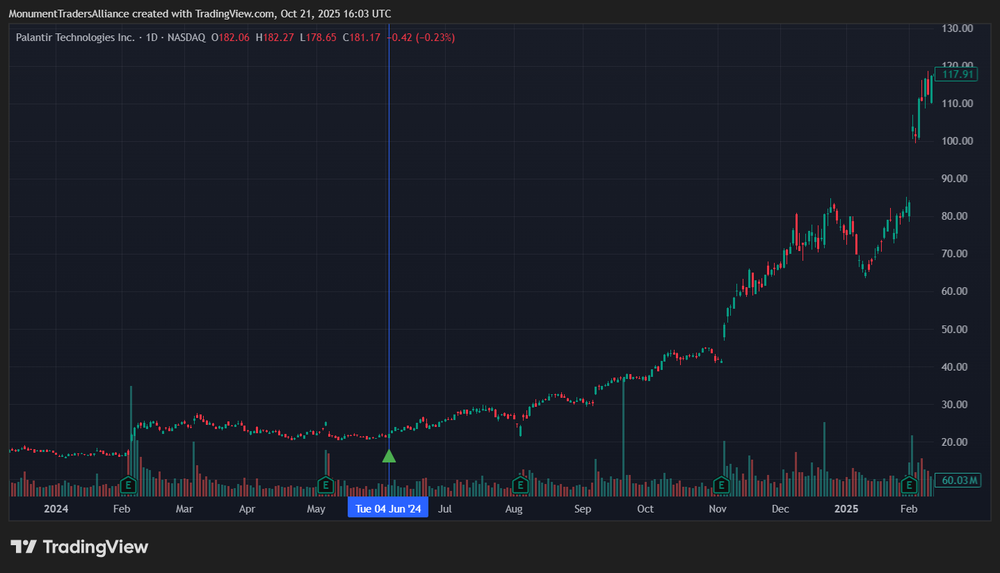 MonumentTradersAlliance created with TradingView.com, Oct 21, 2025 16:03 UTC
Palantir Technologies Inc. · 1D · NASDAQ O182.06 H182.27 L178.65 C181.17 −0.42 (−0.23%)
130.00
120.00
117.91
110.00
100.00
90.00
80.00
70.00
60.00
50.00
40.00
30.00
20.00
60.03M
E E E E E
2024 Feb Mar Apr May Tue 04 Jun '24 Jul Aug Sep Oct Nov Dec 2025 Feb
TradingView